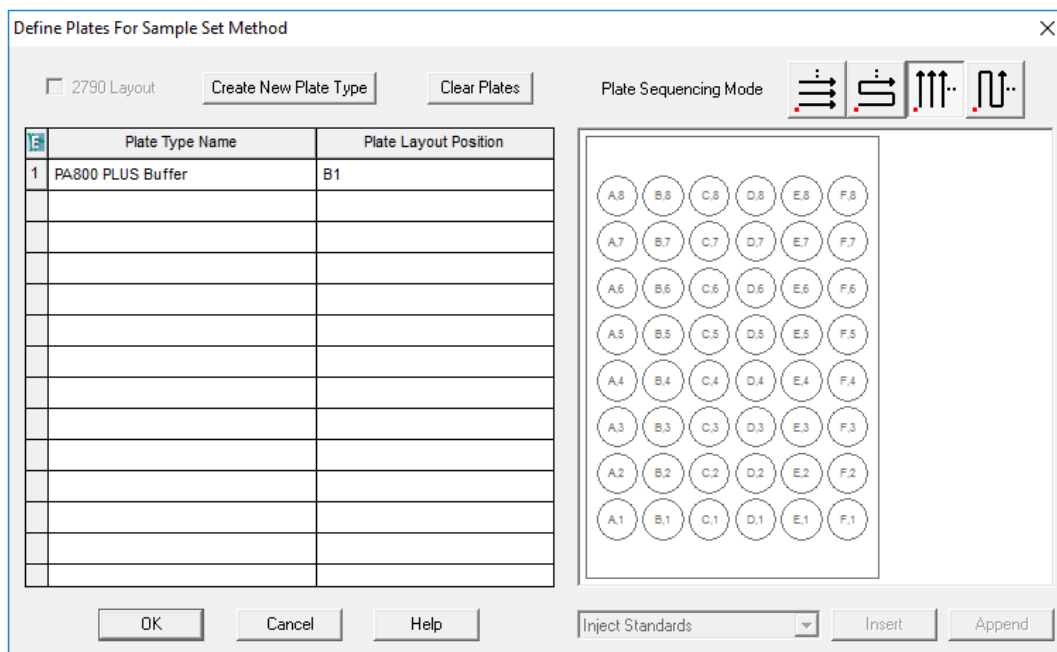 Define Plates For Sample Set Method
2790 Layout
Create New Plate Type
Clear Plates
Plate Sequencing Mode
Plate Type Name Plate Layout Position
1 PA800 PLUS Buffer B1
A,8 B,8 C,8 D,8 E,8 F,8
A,7 B,7 C,7 D,7 E,7 F,7
A,6 B,6 C,6 D,6 E,6 F,6
A,5 B,5 C,5 D,5 E,5 F,5
A,4 B,4 C,4 D,4 E,4 F,4
A,3 B,3 C,3 D,3 E,3 F,3
A,2 B,2 C,2 D,2 E,2 F,2
A,1 B,1 C,1 D,1 E,1 F,1
OK
Cancel
Help
Inject Standards
Insert
Append